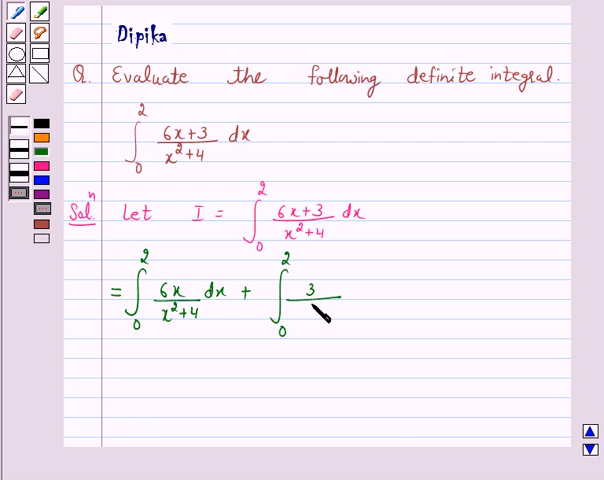 Dipika
Q. Evaluate the following definite integral.
∫₀² (6x+3)/(x²+4) dx
Solⁿ. Let I = ∫₀² (6x+3)/(x²+4) dx
= ∫₀² 6x/(x²+4) dx + ∫₀² 3/